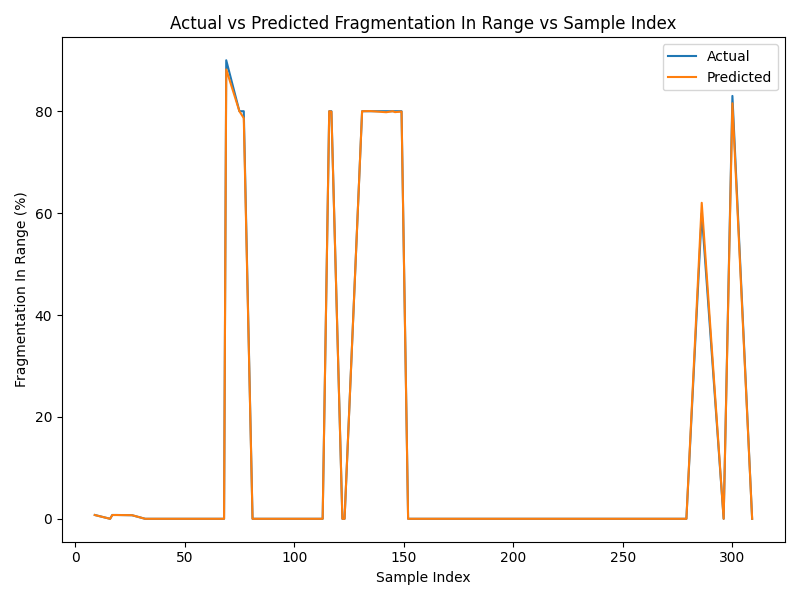 Actual vs Predicted Fragmentation In Range vs Sample Index
Actual
Predicted
Fragmentation In Range (%)
80
60
40
20
0
0 50 100 150 200 250 300
Sample Index